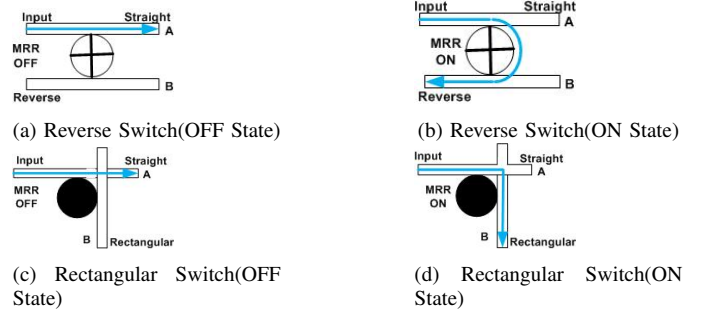 Input Straight
A
MRR
OFF
B
Reverse
(a) Reverse Switch(OFF State)
Input Straight
A
MRR
ON
B
Reverse
(b) Reverse Switch(ON State)
Input Straight
A
MRR
OFF
B Rectangular
(c) Rectangular Switch(OFF
State)
Input
Straight
A
MRR
ON
B Rectangular
(d) Rectangular Switch(ON
State)